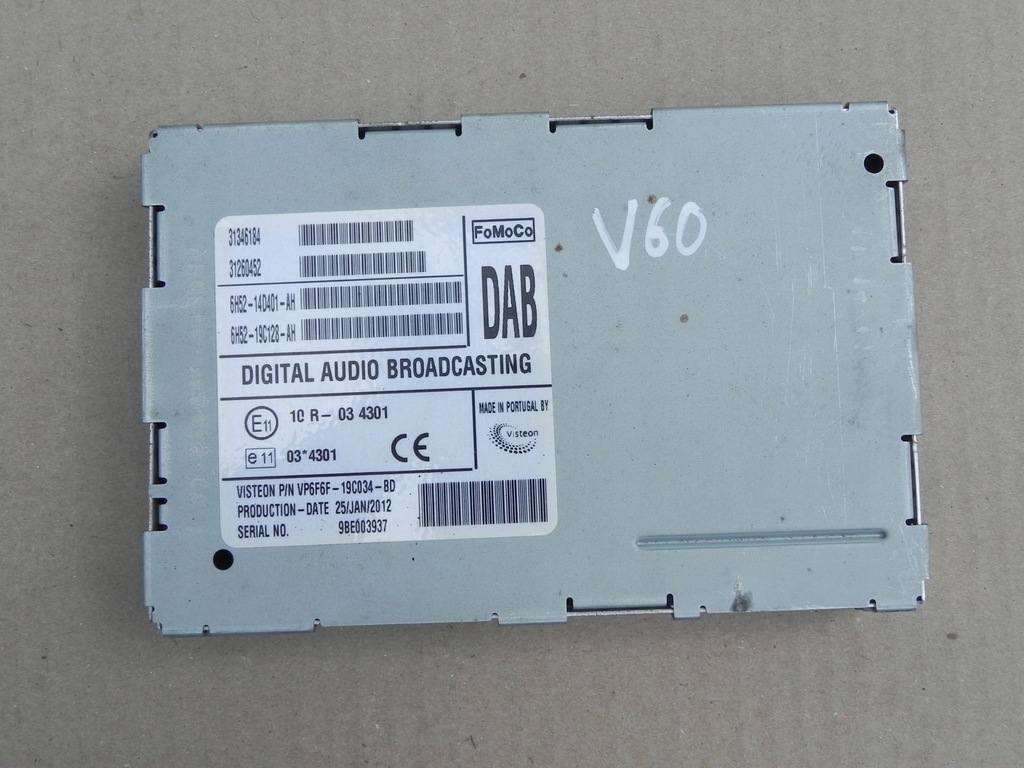 31346184
31260452
6H52-14D401-AH
6H52-19C128-AH
FoMoCo
DAB
DIGITAL AUDIO BROADCASTING
E11 10 R- 03 4301
e 11 03*4301
CE
MADE IN PORTUGAL BY
Visteon
VISTEON P/N VP6F6F-19C034-BD
PRODUCTION-DATE 25/JAN/2012
SERIAL NO. 9BE003937
V60